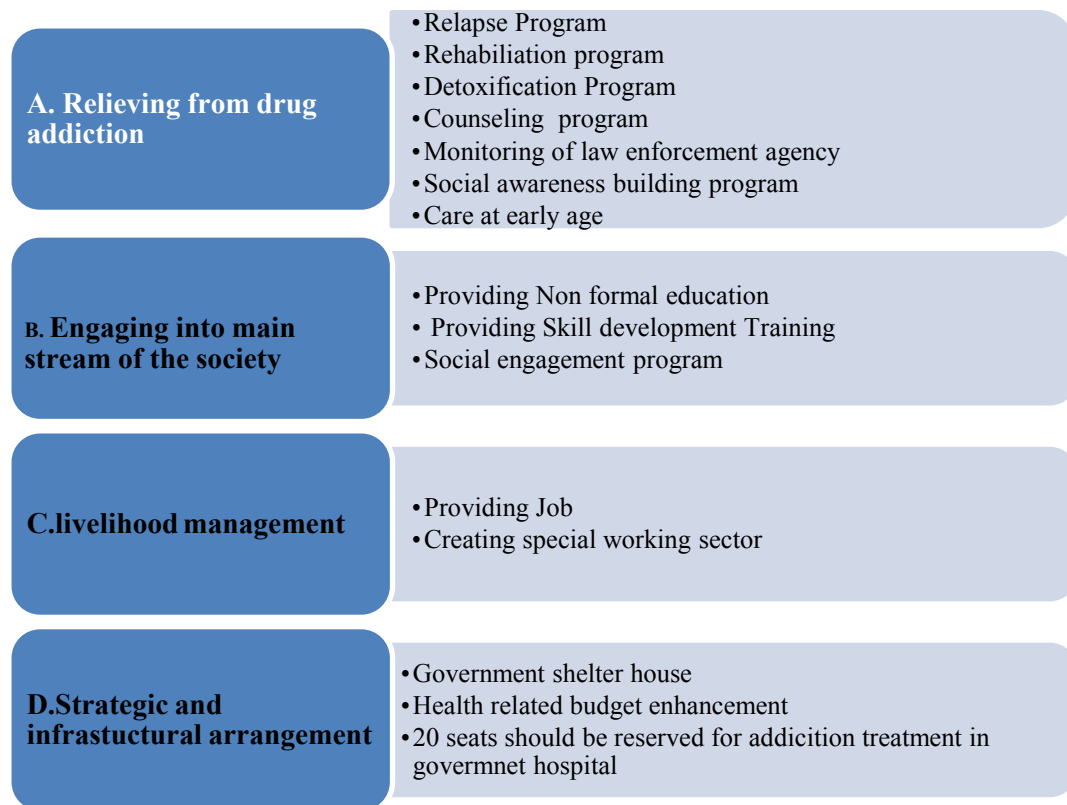 A. Relieving from drug
addiction
•Relapse Program
•Rehabiliation program
•Detoxification Program
•Counseling program
•Monitoring of law enforcement agency
•Social awareness building program
•Care at early age
B. Engaging into main
stream of the society
•Providing Non formal education
• Providing Skill development Training
•Social engagement program
C.livelihood management
•Providing Job
•Creating special working sector
D.Strategic and
infrastuctural arrangement
•Government shelter house
•Health related budget enhancement
•20 seats should be reserved for addicition treatment in
govermnet hospital